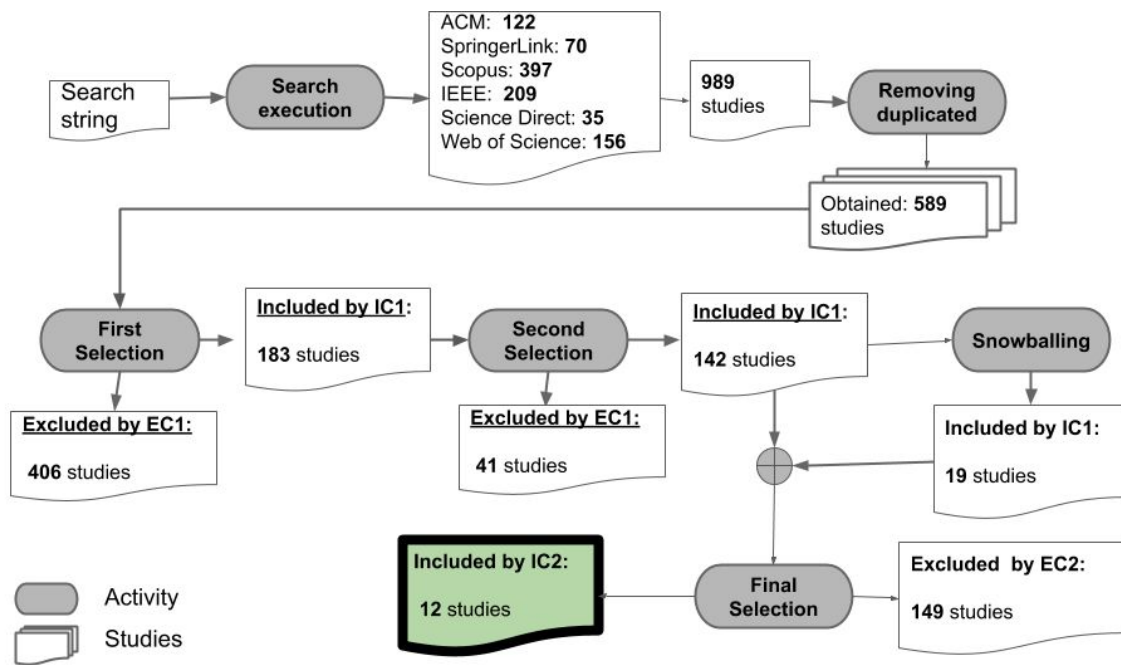 Search
string
Search
execution
ACM: 122
SpringerLink: 70
Scopus: 397
IEEE: 209
Science Direct: 35
Web of Science: 156
989
studies
Removing
duplicated
Obtained: 589
studies
First
Selection
Included by IC1:
183 studies
Second
Selection
Included by IC1:
142 studies
Snowballing
Excluded by EC1:
406 studies
Excluded by EC1:
41 studies
Included by IC1:
19 studies
Included by IC2:
12 studies
Final
Selection
Excluded by EC2:
149 studies
Activity
Studies